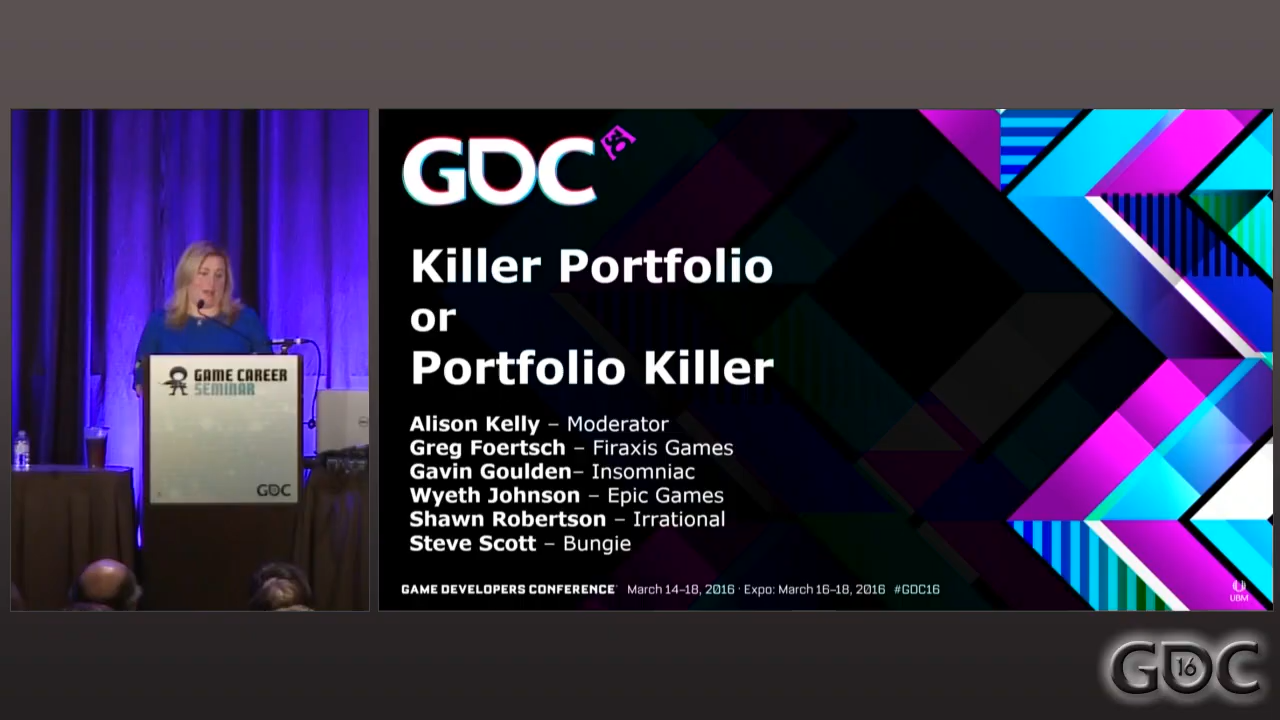 GAME CAREER
SEMINAR
GDC
GDC 16
Killer Portfolio
or
Portfolio Killer
Alison Kelly – Moderator
Greg Foertsch – Firaxis Games
Gavin Goulden– Insomniac
Wyeth Johnson – Epic Games
Shawn Robertson – Irrational
Steve Scott – Bungie
GAME DEVELOPERS CONFERENCE March 14–18, 2016 · Expo: March 16–18, 2016 #GDC16
UBM
GDC 16